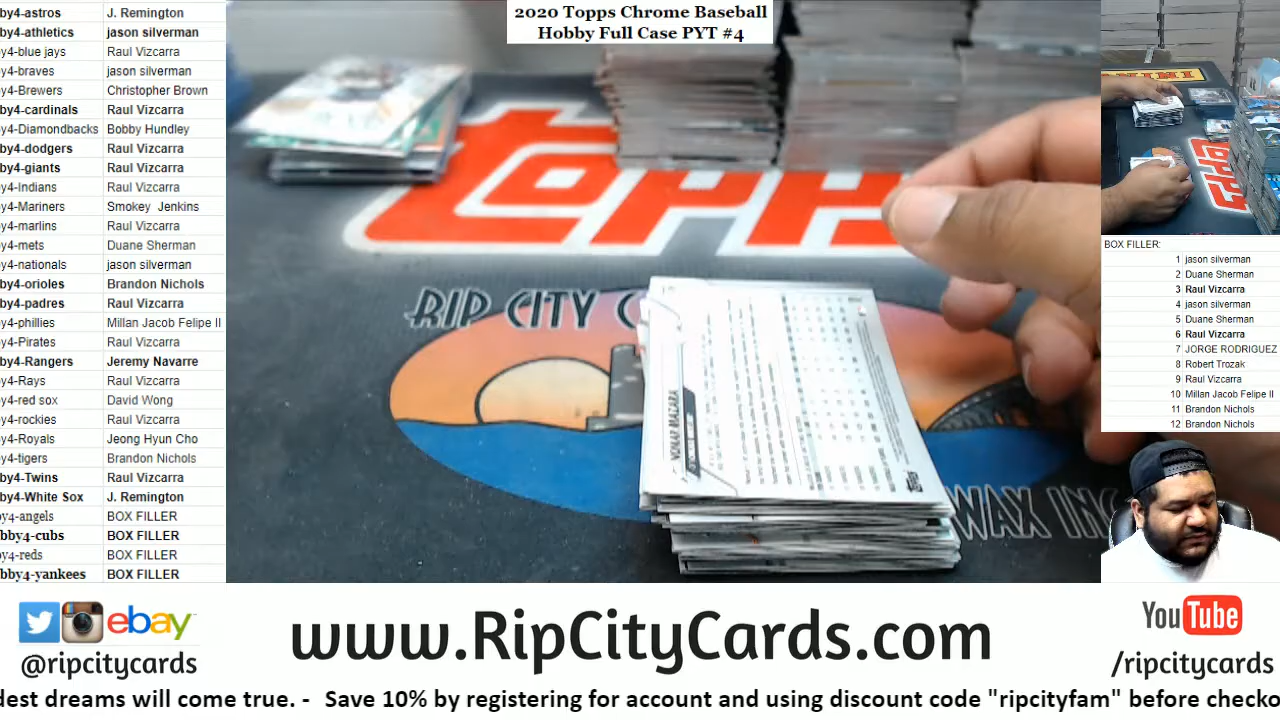 2020 Topps Chrome Baseball
Hobby Full Case PYT #4
by4-astros J. Remington
by4-athletics jason silverman
y4-blue jays Raul Vizcarra
y4-braves jason silverman
y4-Brewers Christopher Brown
by4-cardinals Raul Vizcarra
y4-Diamondbacks Bobby Hundley
by4-dodgers Raul Vizcarra
by4-giants Raul Vizcarra
y4-Indians Raul Vizcarra
y4-Mariners Smokey Jenkins
y4-marlins Raul Vizcarra
y4-mets Duane Sherman
y4-nationals jason silverman
by4-orioles Brandon Nichols
by4-padres Raul Vizcarra
y4-phillies Millan Jacob Felipe II
y4-Pirates Raul Vizcarra
by4-Rangers Jeremy Navarre
y4-Rays Raul Vizcarra
y4-red sox David Wong
y4-rockies Raul Vizcarra
y4-Royals Jeong Hyun Cho
y4-tigers Brandon Nichols
by4-Twins Raul Vizcarra
by4-White Sox J. Remington
y4-angels BOX FILLER
bby4-cubs BOX FILLER
by4-reds BOX FILLER
bby4-yankees BOX FILLER
TOPP
RIP CITY C
WAX INC
NOMAR MAZARA
Topps
PANINI
BOX FILLER:
1 jason silverman
2 Duane Sherman
3 Raul Vizcarra
4 jason silverman
5 Duane Sherman
6 Raul Vizcarra
7 JORGE RODRIGUEZ
8 Robert Trozak
9 Raul Vizcarra
10 Millan Jacob Felipe II
11 Brandon Nichols
12 Brandon Nichols
ebay
@ripcitycards
www.RipCityCards.com
YouTube
/ripcitycards
dest dreams will come true. - Save 10% by registering for account and using discount code "ripcityfam" before checko